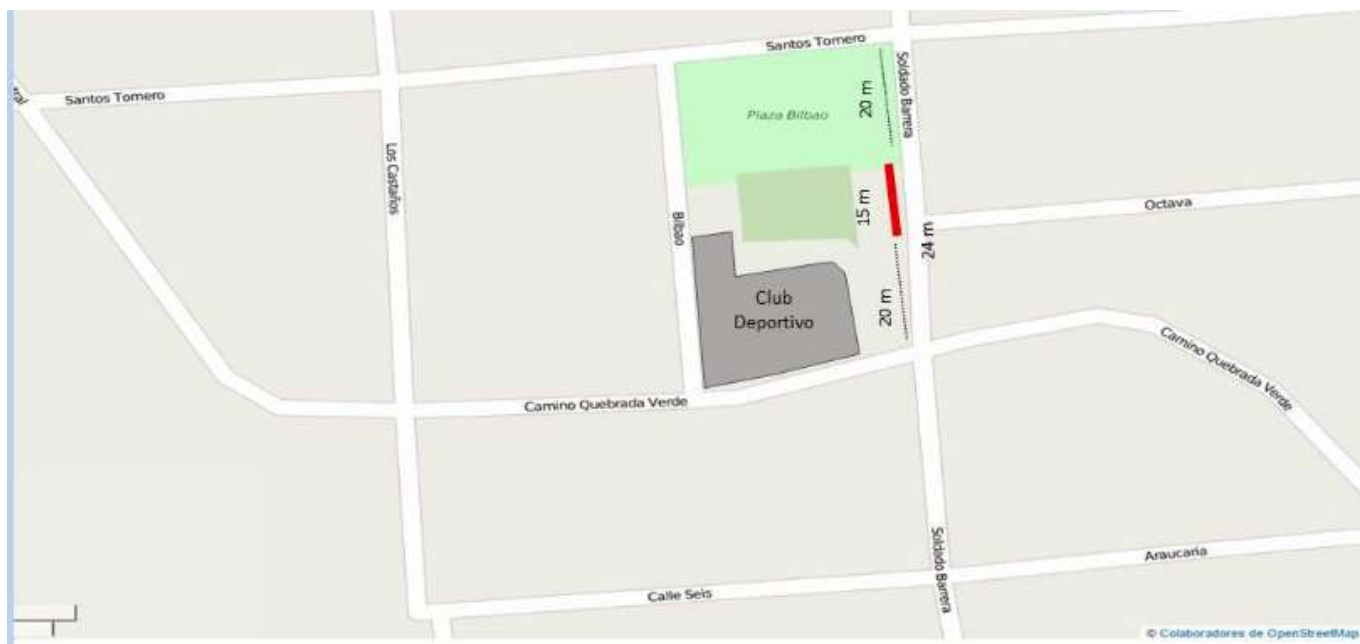 Santos Tornero
Soldado Barrera
20 m
Plaza Bilbao
Santos Tornero
Los Castaños
Octava
15 m
Bilbao
24 m
Club
Deportivo
20 m
Camino Quebrada Verde
Camino Quebrada Verde
Soldado Barrera
Araucaria
Calle Seis
© Colaboradores de OpenStreetMap